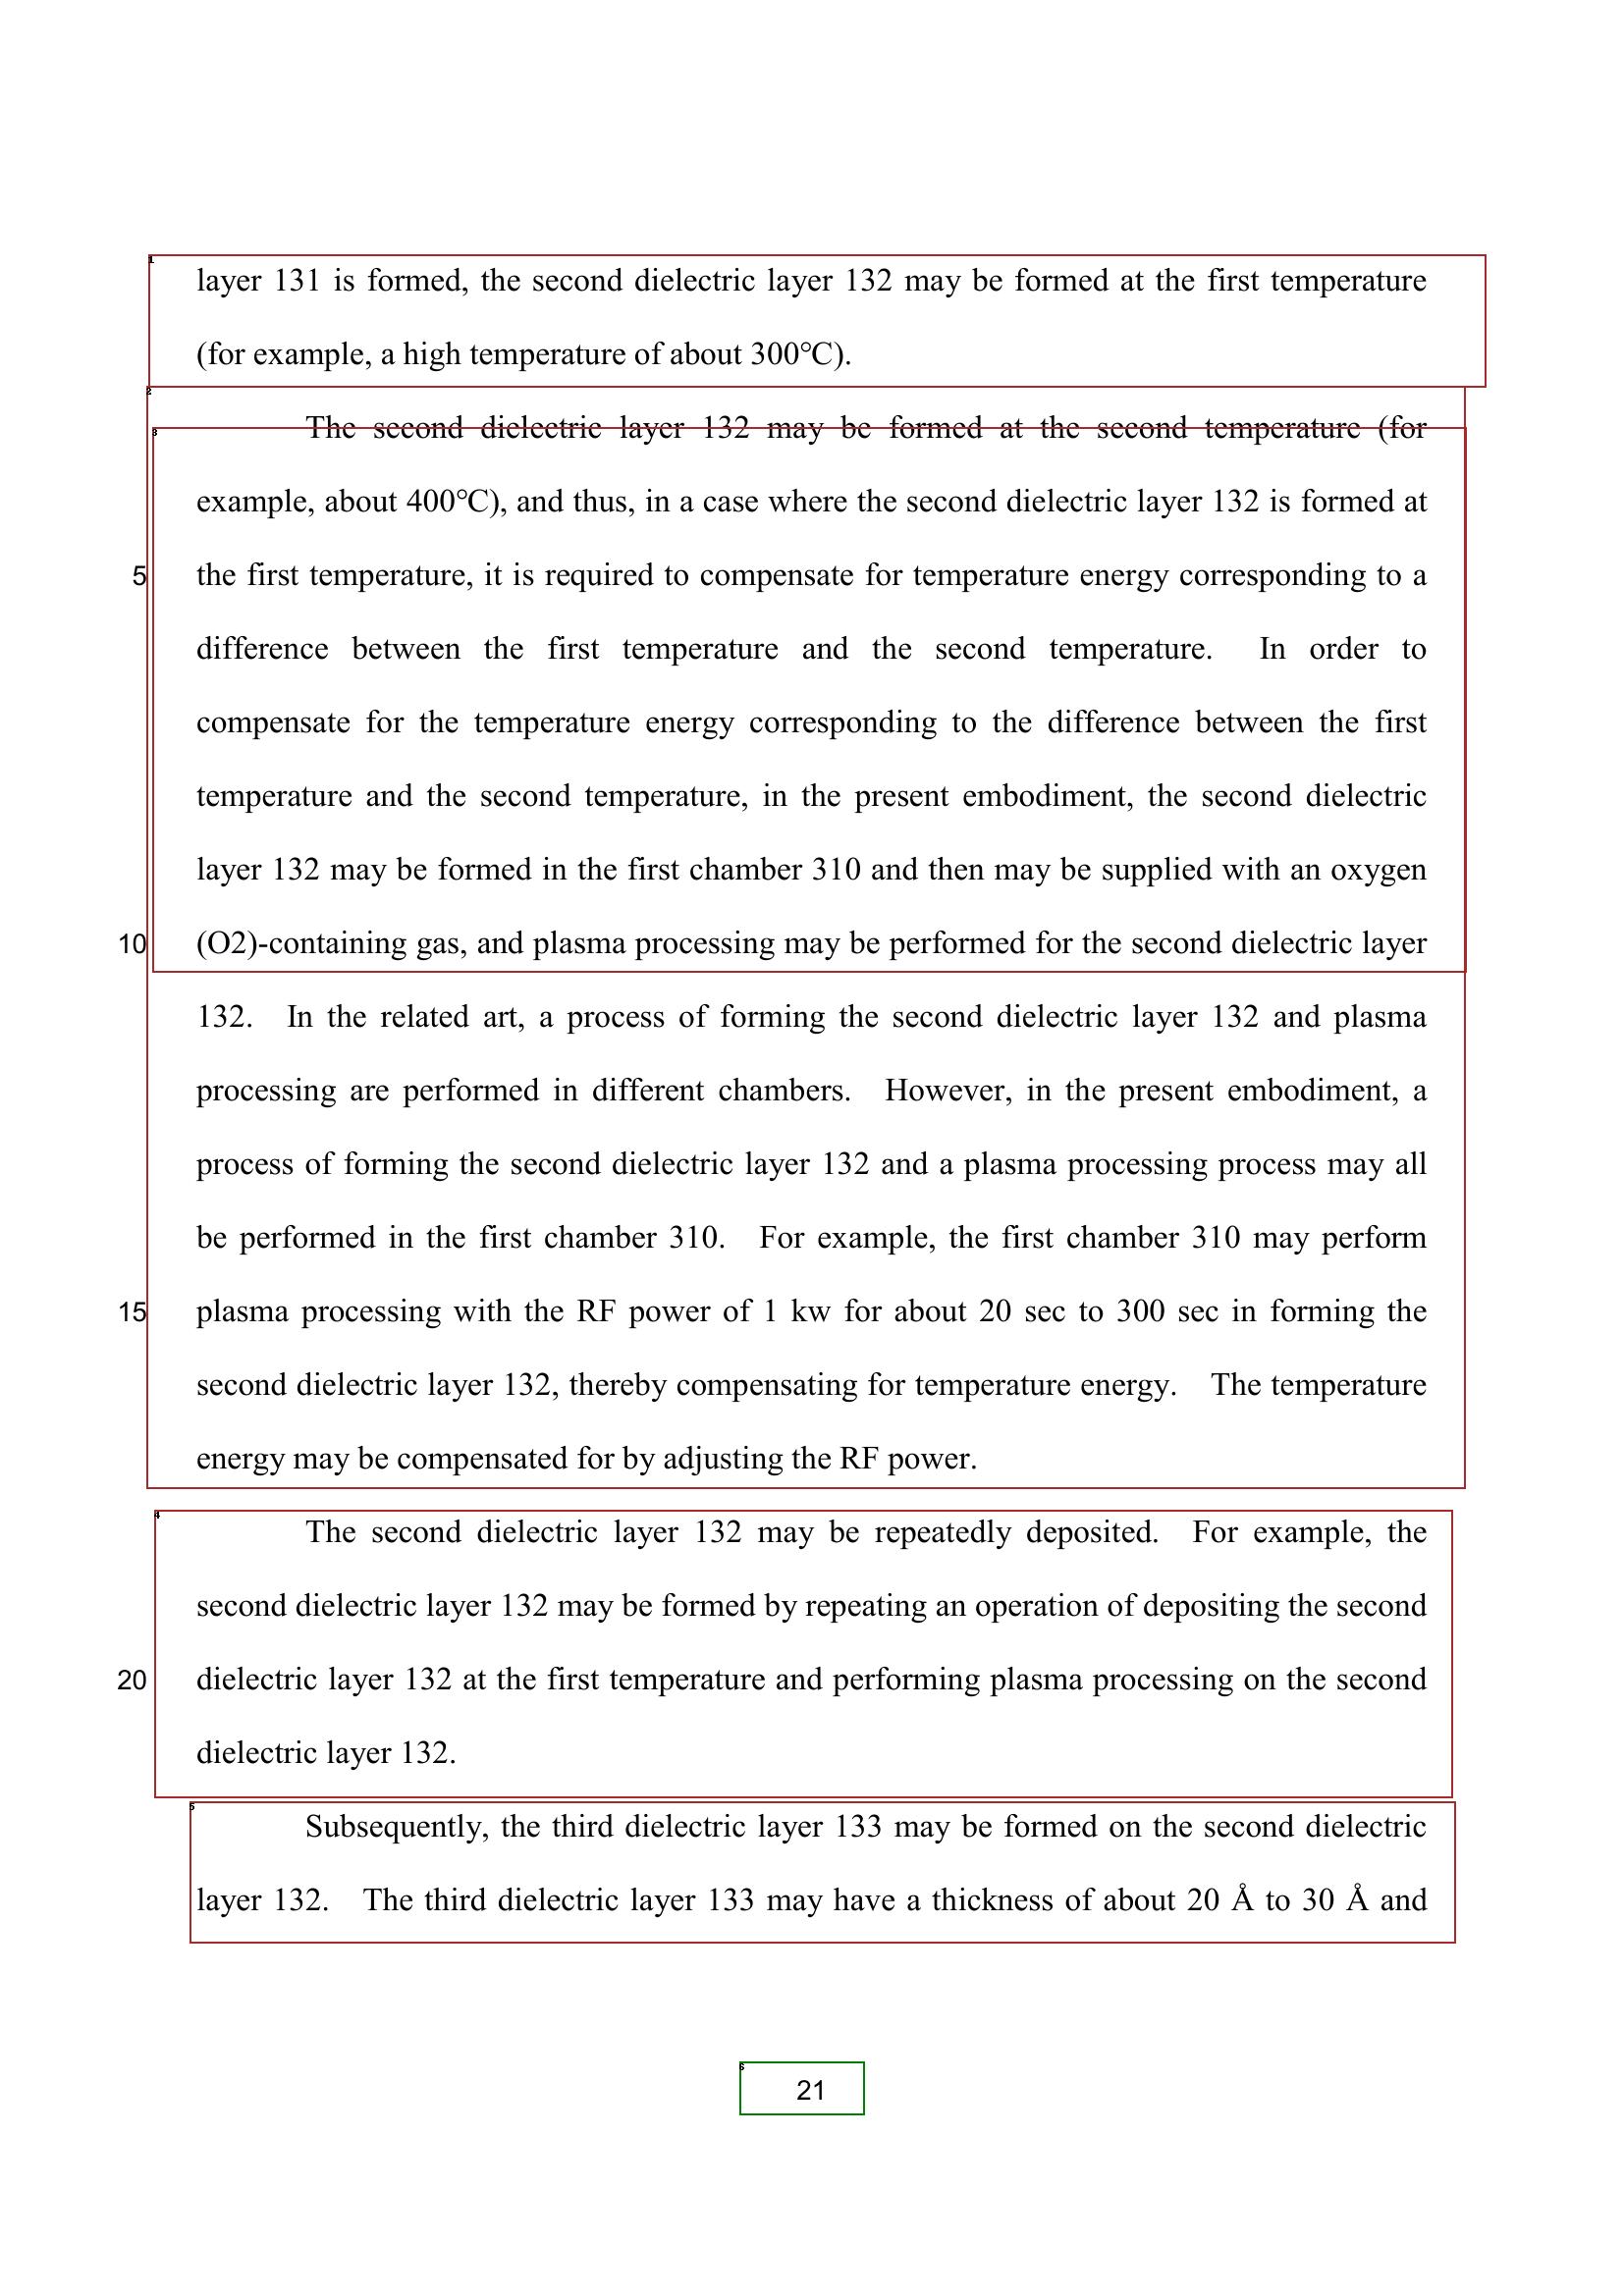 layer 131 is formed, the second dielectric layer 132 may be formed at the first temperature
(for example, a high temperature of about 300℃).
The second dielectric layer 132 may be formed at the second temperature (for
example, about 400℃), and thus, in a case where the second dielectric layer 132 is formed at
5 the first temperature, it is required to compensate for temperature energy corresponding to a
difference between the first temperature and the second temperature. In order to
compensate for the temperature energy corresponding to the difference between the first
temperature and the second temperature, in the present embodiment, the second dielectric
layer 132 may be formed in the first chamber 310 and then may be supplied with an oxygen
10 (O2)-containing gas, and plasma processing may be performed for the second dielectric layer
132. In the related art, a process of forming the second dielectric layer 132 and plasma
processing are performed in different chambers. However, in the present embodiment, a
process of forming the second dielectric layer 132 and a plasma processing process may all
be performed in the first chamber 310. For example, the first chamber 310 may perform
15 plasma processing with the RF power of 1 kw for about 20 sec to 300 sec in forming the
second dielectric layer 132, thereby compensating for temperature energy. The temperature
energy may be compensated for by adjusting the RF power.
The second dielectric layer 132 may be repeatedly deposited. For example, the
second dielectric layer 132 may be formed by repeating an operation of depositing the second
20 dielectric layer 132 at the first temperature and performing plasma processing on the second
dielectric layer 132.
Subsequently, the third dielectric layer 133 may be formed on the second dielectric
layer 132. The third dielectric layer 133 may have a thickness of about 20 Å to 30 Å and
21